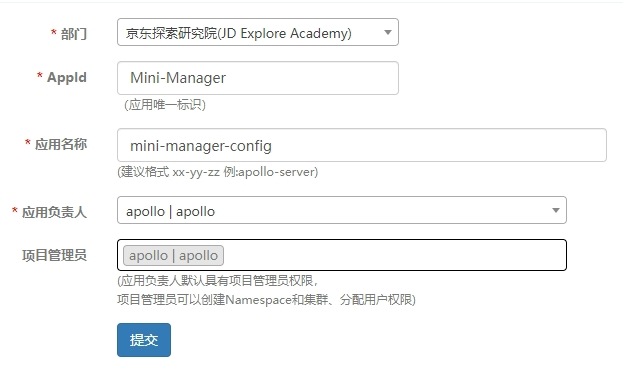 * 部门 京东探索研究院(JD Explore Academy)
* AppId Mini-Manager
(应用唯一标识)
* 应用名称 mini-manager-config
(建议格式 xx-yy-zz 例:apollo-server)
* 应用负责人 apollo | apollo
项目管理员 apollo | apollo
(应用负责人默认具有项目管理员权限，
项目管理员可以创建Namespace和集群、分配用户权限)
提交